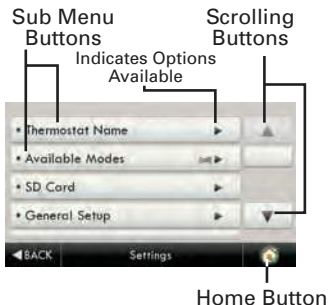 Sub Menu Buttons
Scrolling Buttons
Indicates Options Available
• Thermostat Name
• Available Modes
• SD Card
• General Setup
◄BACK
Settings
Home Button